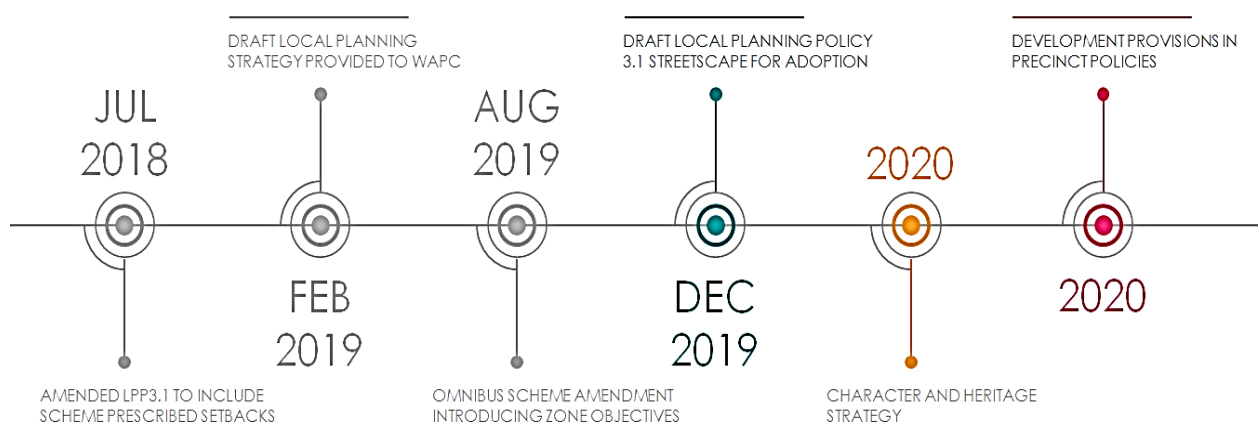 DRAFT LOCAL PLANNING
STRATEGY PROVIDED TO WAPC
DRAFT LOCAL PLANNING POLICY
3.1 STREETSCAPE FOR ADOPTION
DEVELOPMENT PROVISIONS IN
PRECINCT POLICIES
JUL
2018
AUG
2019
2020
FEB
2019
DEC
2019
2020
AMENDED LPP3.1 TO INCLUDE
SCHEME PRESCRIBED SETBACKS
OMNIBUS SCHEME AMENDMENT
INTRODUCING ZONE OBJECTIVES
CHARACTER AND HERITAGE
STRATEGY